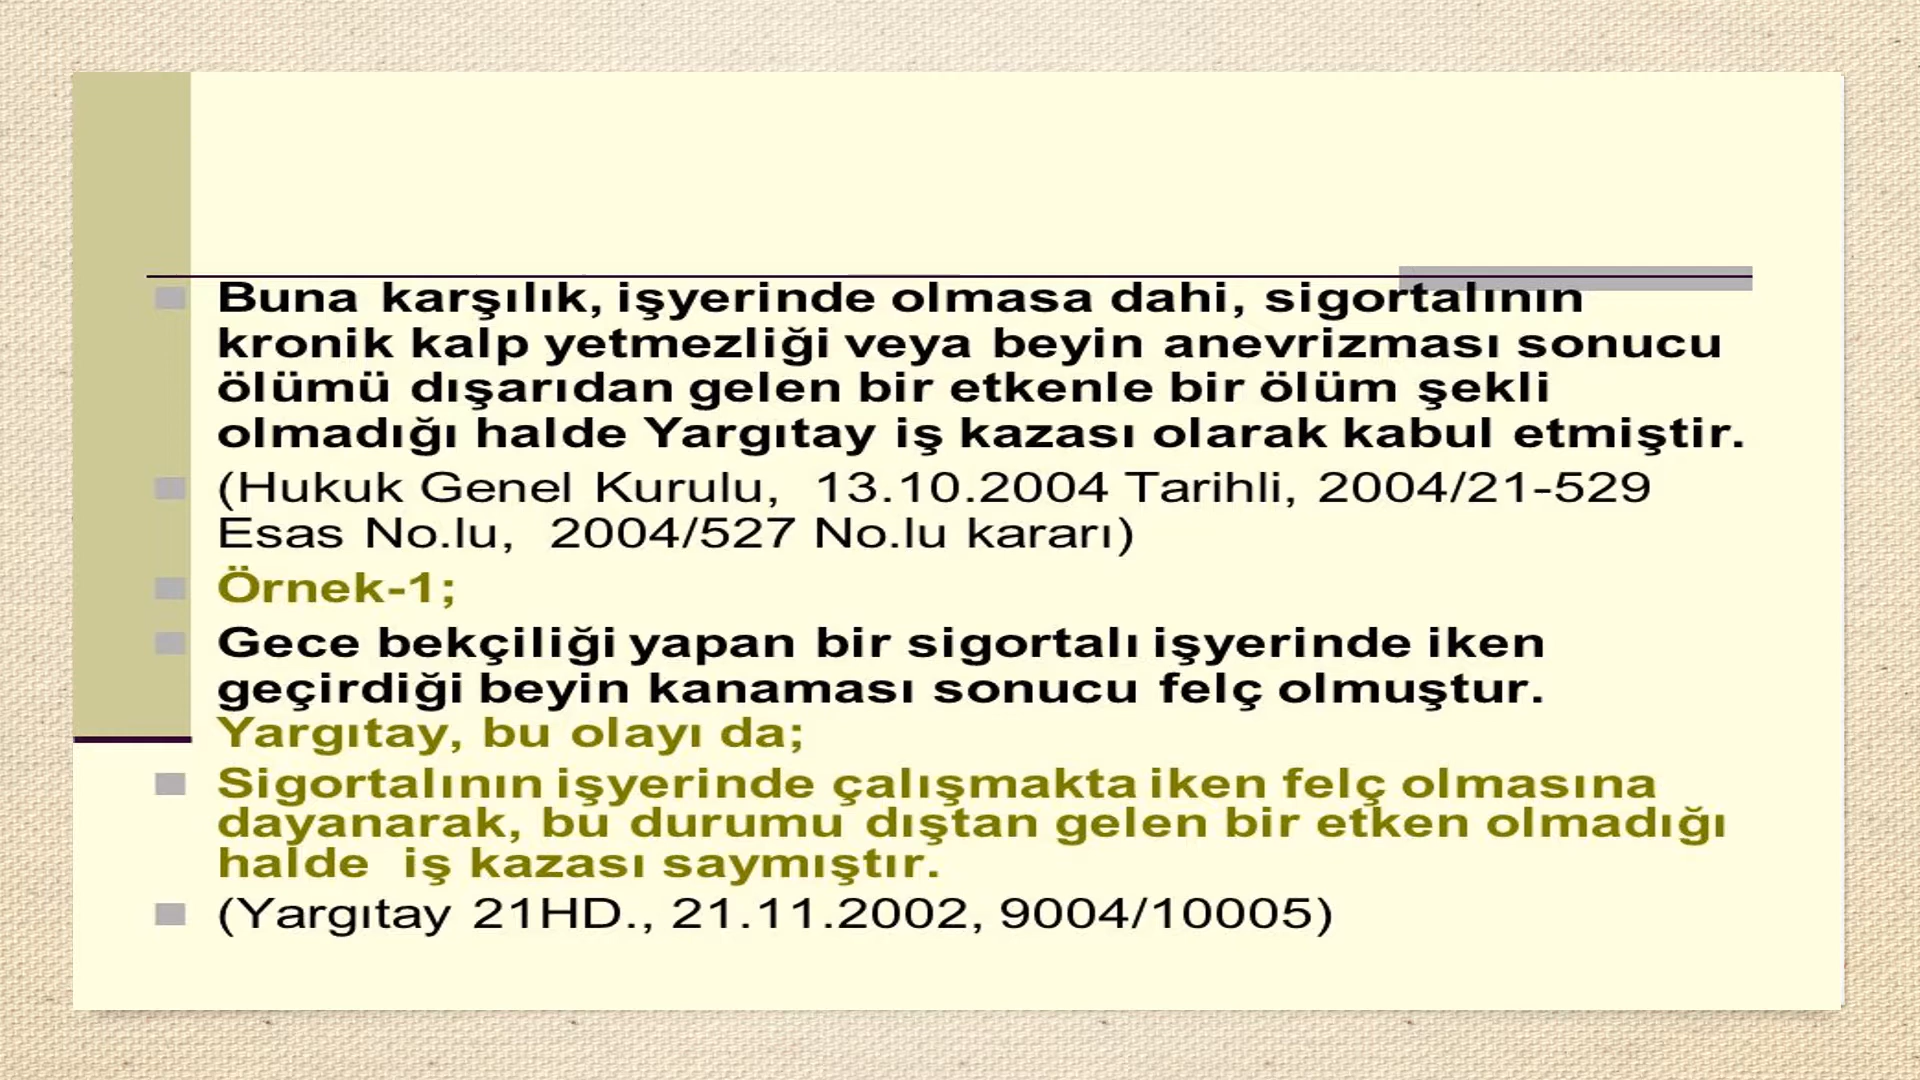 Buna karşılık, işyerinde olmasa dahi, sigortalının
kronik kalp yetmezliği veya beyin anevrizması sonucu
ölümü dışarıdan gelen bir etkenle bir ölüm şekli
olmadığı halde Yargıtay iş kazası olarak kabul etmiştir.
(Hukuk Genel Kurulu, 13.10.2004 Tarihli, 2004/21-529
Esas No.lu, 2004/527 No.lu kararı)
Örnek-1;
Gece bekçiliği yapan bir sigortalı işyerinde iken
geçirdiği beyin kanaması sonucu felç olmuştur.
Yargıtay, bu olayı da;
Sigortalının işyerinde çalışmakta iken felç olmasına
dayanarak, bu durumu dıştan gelen bir etken olmadığı
halde iş kazası saymıştır.
(Yargıtay 21HD., 21.11.2002, 9004/10005)